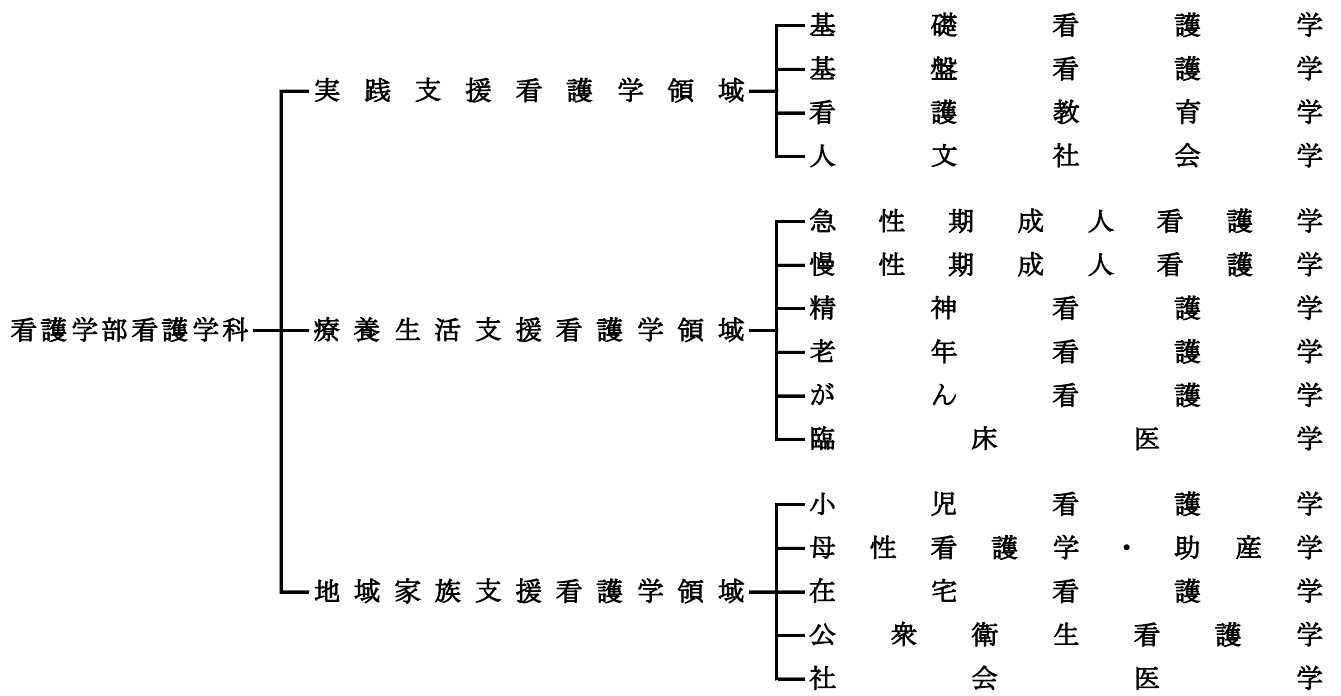 看護学部看護学科
実践支援看護学領域
基礎看護学
基盤看護学
看護教育学
人文社会学
療養生活支援看護学領域
急性期成人看護学
慢性期成人看護学
精神看護学
老年看護学
がん看護学
臨床医学
地域家族支援看護学領域
小児看護学
母性看護学・助産学
在宅看護学
公衆衛生看護学
社会医学